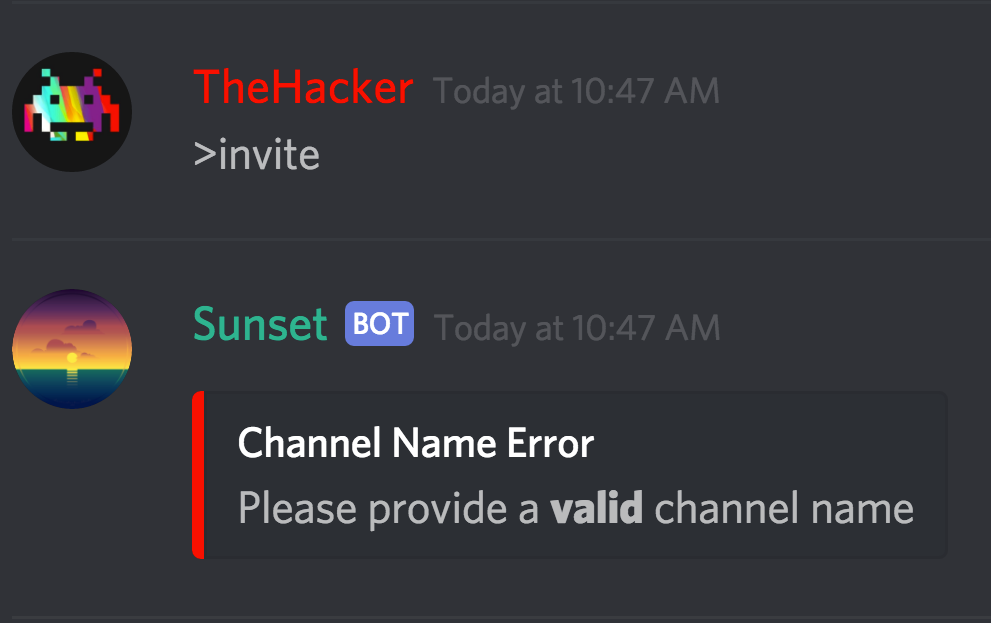 TheHacker Today at 10:47 AM
>invite
Sunset BOT Today at 10:47 AM
Channel Name Error
Please provide a valid channel name